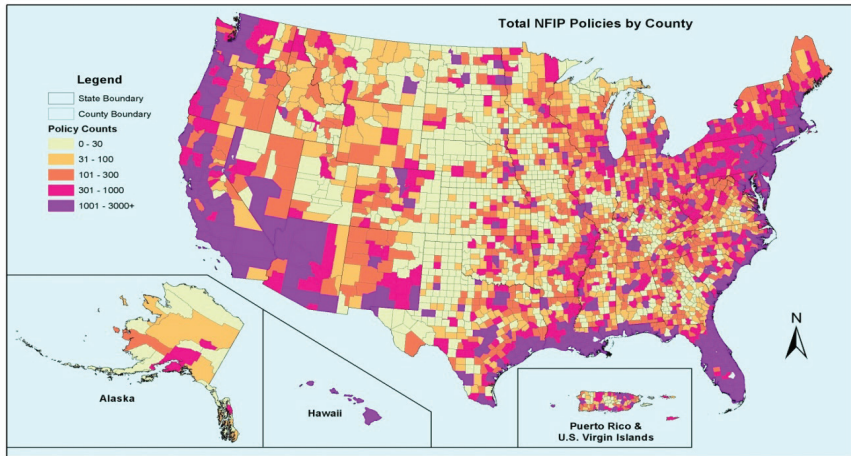 Total NFIP Policies by County
Legend
State Boundary
County Boundary
Policy Counts
0 - 30
31 - 100
101 - 300
301 - 1000
1001 - 3000+
N
Alaska
Hawaii
Puerto Rico &
U.S. Virgin Islands